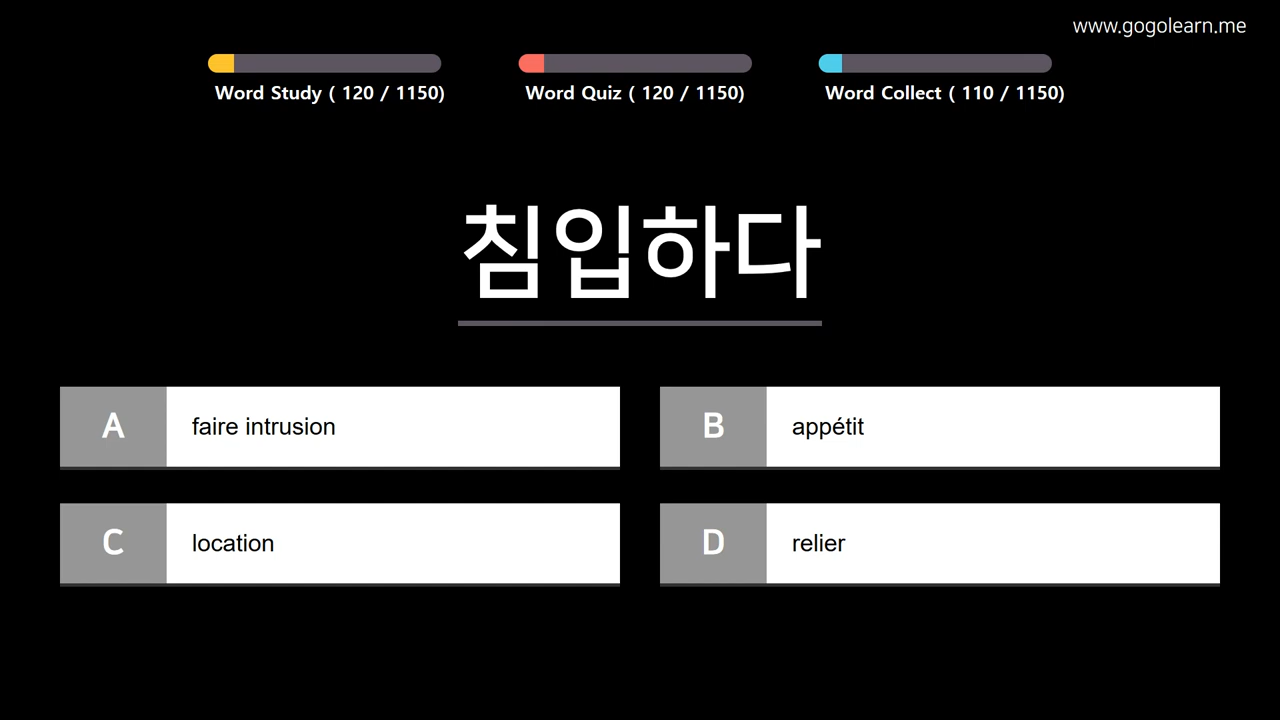 www.gogolearn.me
Word Study ( 120 / 1150)
Word Quiz ( 120 / 1150)
Word Collect ( 110 / 1150)
침입하다
A faire intrusion
B appétit
C location
D relier